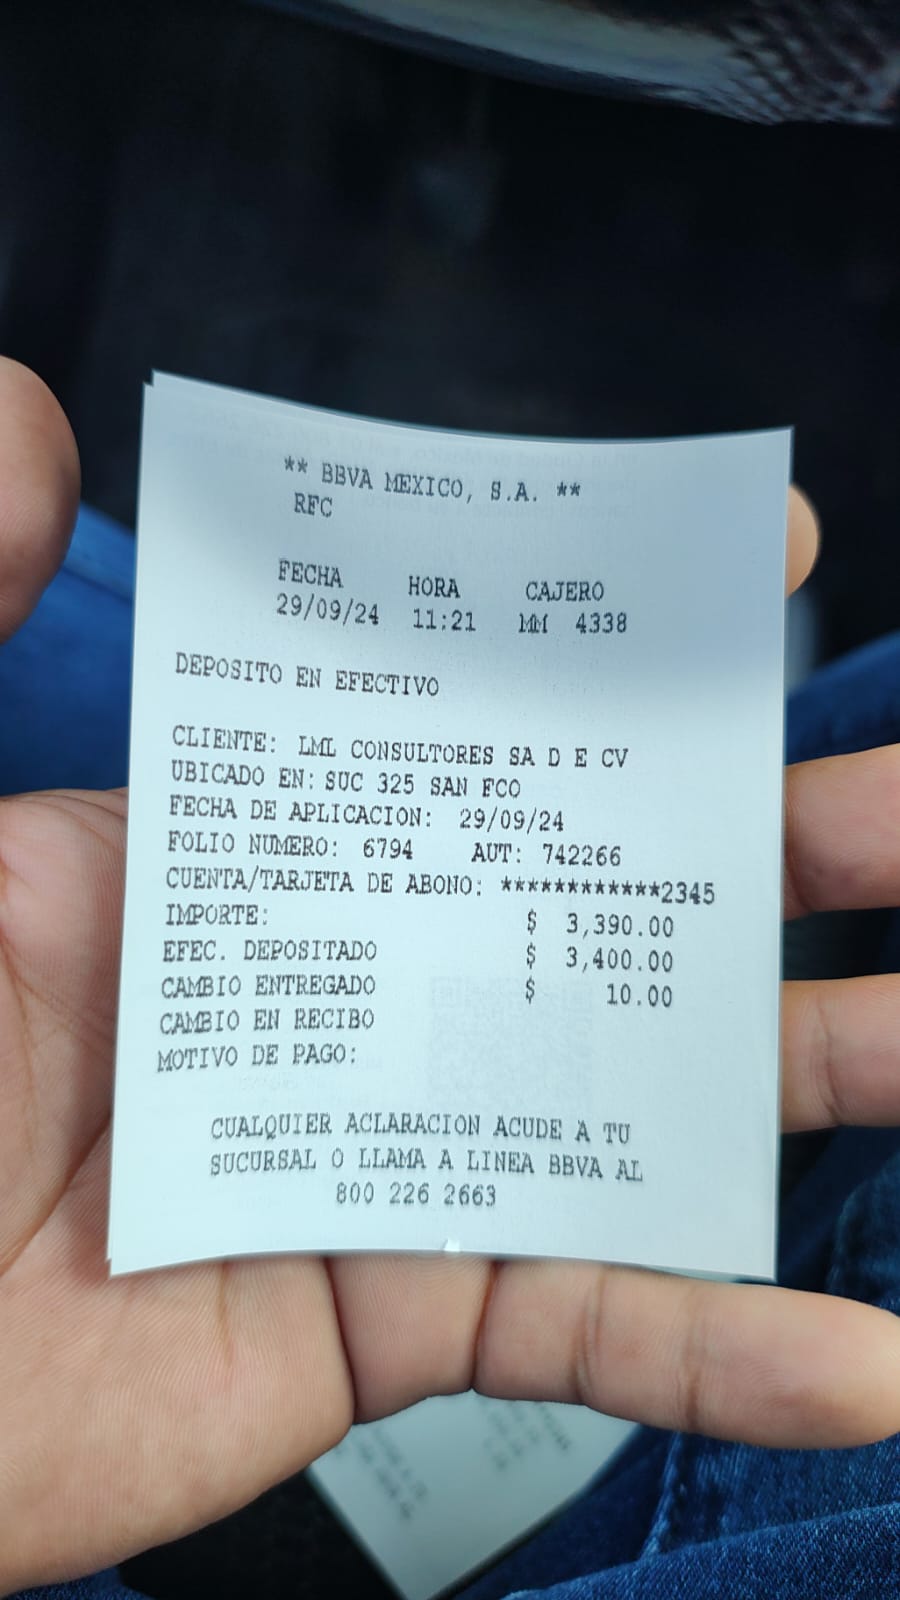 ** BBVA MEXICO, S.A. **
RFC
FECHA HORA CAJERO
29/09/24 11:21 MM 4338
DEPOSITO EN EFECTIVO
CLIENTE: LML CONSULTORES SA D E CV
UBICADO EN: SUC 325 SAN FCO
FECHA DE APLICACION: 29/09/24
FOLIO NUMERO: 6794 AUT: 742266
CUENTA/TARJETA DE ABONO: ************2345
IMPORTE: $ 3,390.00
EFEC. DEPOSITADO $ 3,400.00
CAMBIO ENTREGADO $ 10.00
CAMBIO EN RECIBO
MOTIVO DE PAGO:
CUALQUIER ACLARACION ACUDE A TU
SUCURSAL O LLAMA A LINEA BBVA AL
800 226 2663